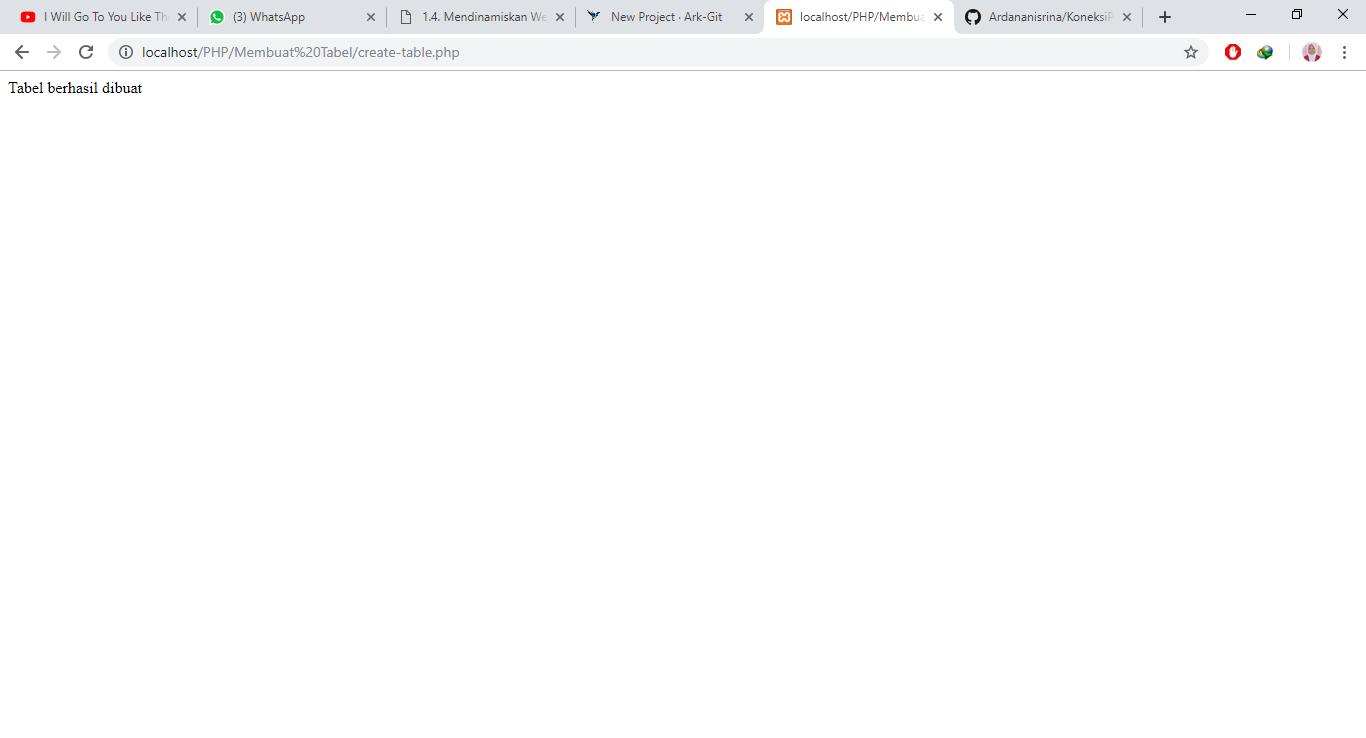 I Will Go To You Like Th
(3) WhatsApp
1.4. Mendinamiskan We
New Project · Ark-Git
localhost/PHP/Membua
Ardananisrina/KoneksiP
localhost/PHP/Membuat%20Tabel/create-table.php
Tabel berhasil dibuat